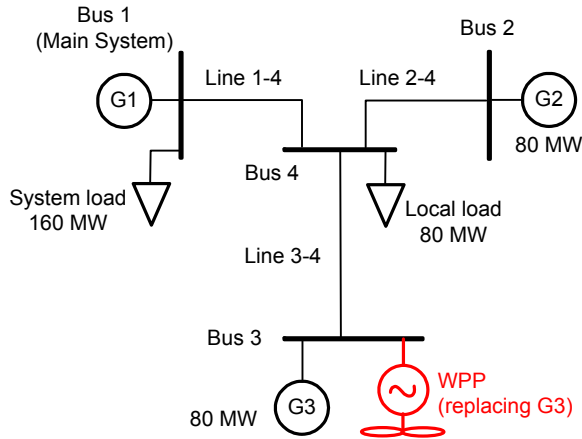 Bus 1
(Main System)
Bus 2
Line 1-4
Line 2-4
G1
G2
80 MW
Bus 4
System load
160 MW
Local load
80 MW
Line 3-4
Bus 3
WPP
(replacing G3)
80 MW
G3